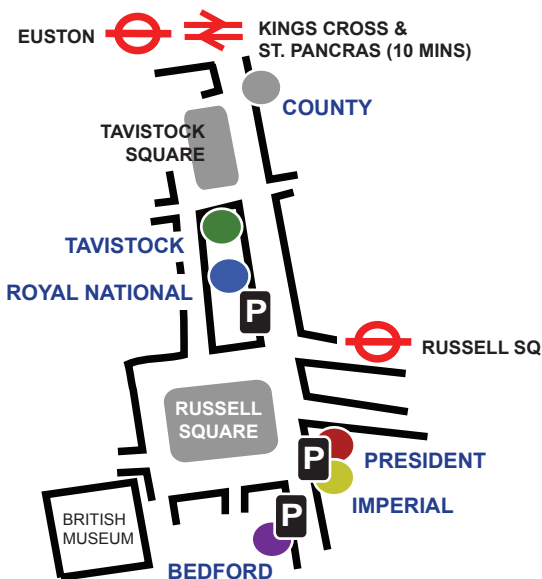 EUSTON
KINGS CROSS &
ST. PANCRAS (10 MINS)
COUNTY
TAVISTOCK
SQUARE
TAVISTOCK
ROYAL NATIONAL
P
RUSSELL SQ
RUSSELL
SQUARE
P
PRESIDENT
IMPERIAL
P
BRITISH
MUSEUM
BEDFORD